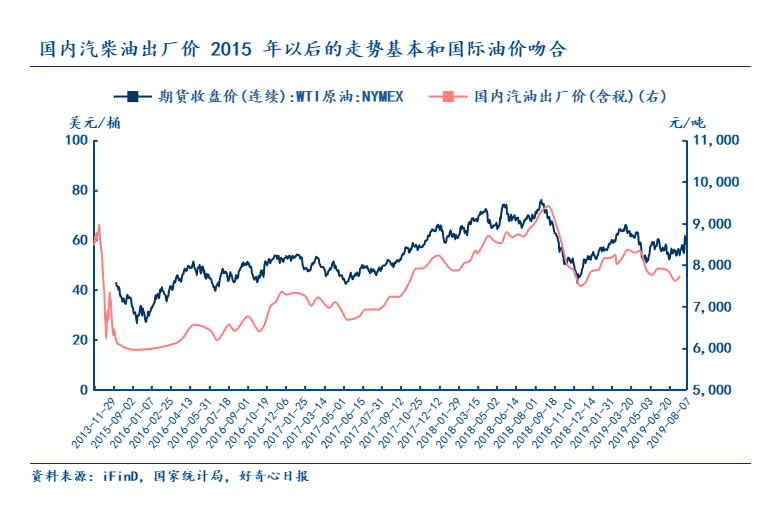 国内汽柴油出厂价 2015 年以后的走势基本和国际油价吻合
期货收盘价(连续):WTI原油:NYMEX 国内汽油出厂价(含税)(右)
美元/桶 元/吨
100 11,000
10,000
80
9,000
60
8,000
40
7,000
20
6,000
0 5,000
2013-11-29 2015-09-02 2016-01-07 2016-02-25 2016-04-13 2016-05-31 2016-07-18 2016-09-01 2016-10-19 2016-12-06 2017-01-25 2017-03-14 2017-05-01 2017-06-15 2017-07-31 2017-09-12 2017-10-25 2017-12-12 2018-01-29 2018-03-15 2018-05-02 2018-06-14 2018-08-01 2018-09-18 2018-11-01 2018-12-14 2019-01-31 2019-03-20 2019-05-03 2019-06-20 2019-08-07
资料来源: iFinD, 国家统计局, 好奇心日报